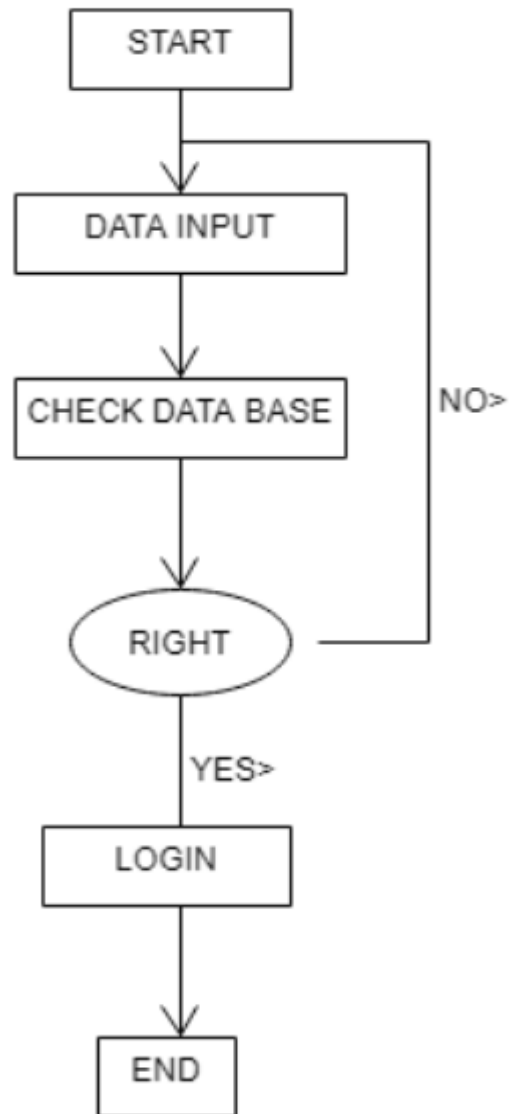 START
DATA INPUT
CHECK DATA BASE
NO>
RIGHT
YES>
LOGIN
END